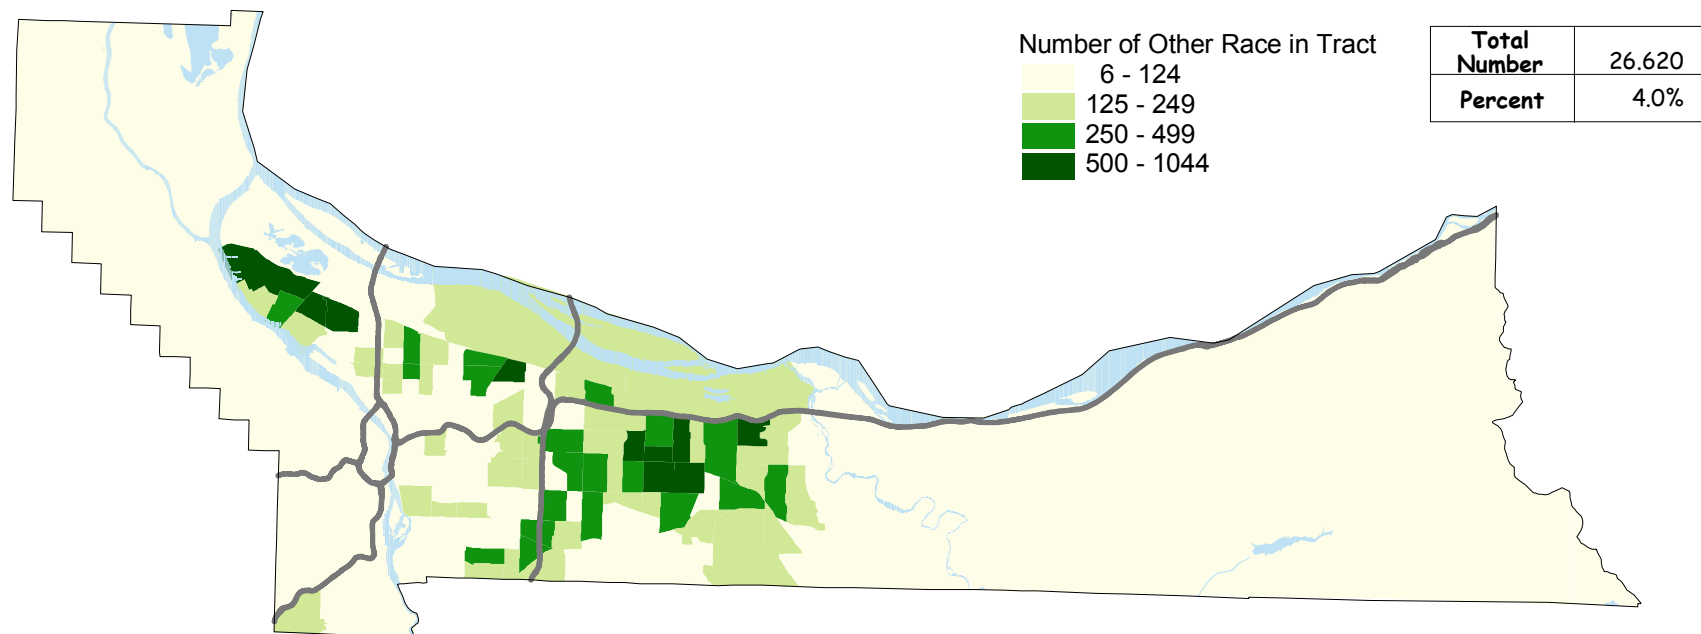 Number of Other Race in Tract
6 - 124
125 - 249
250 - 499
500 - 1044
Total
Number
26.620
Percent
4.0%